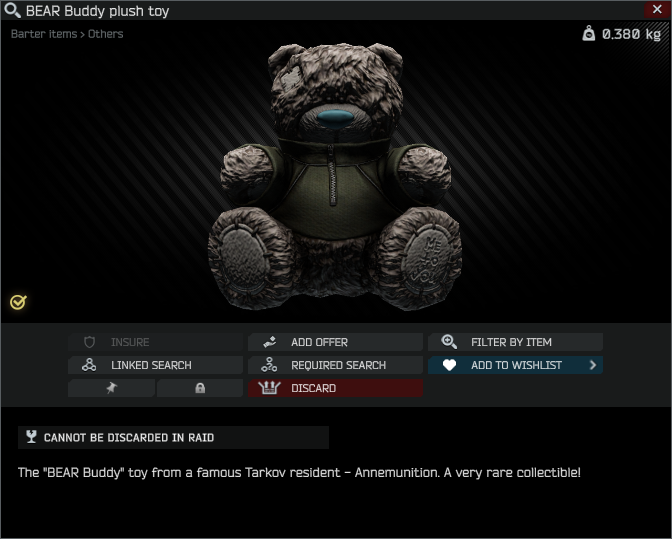 BEAR Buddy plush toy
Barter items > Others
0.380 kg
INSURE
ADD OFFER
FILTER BY ITEM
LINKED SEARCH
REQUIRED SEARCH
ADD TO WISHLIST
DISCARD
CANNOT BE DISCARDED IN RAID
The "BEAR Buddy" toy from a famous Tarkov resident – Annemunition. A very rare collectible!